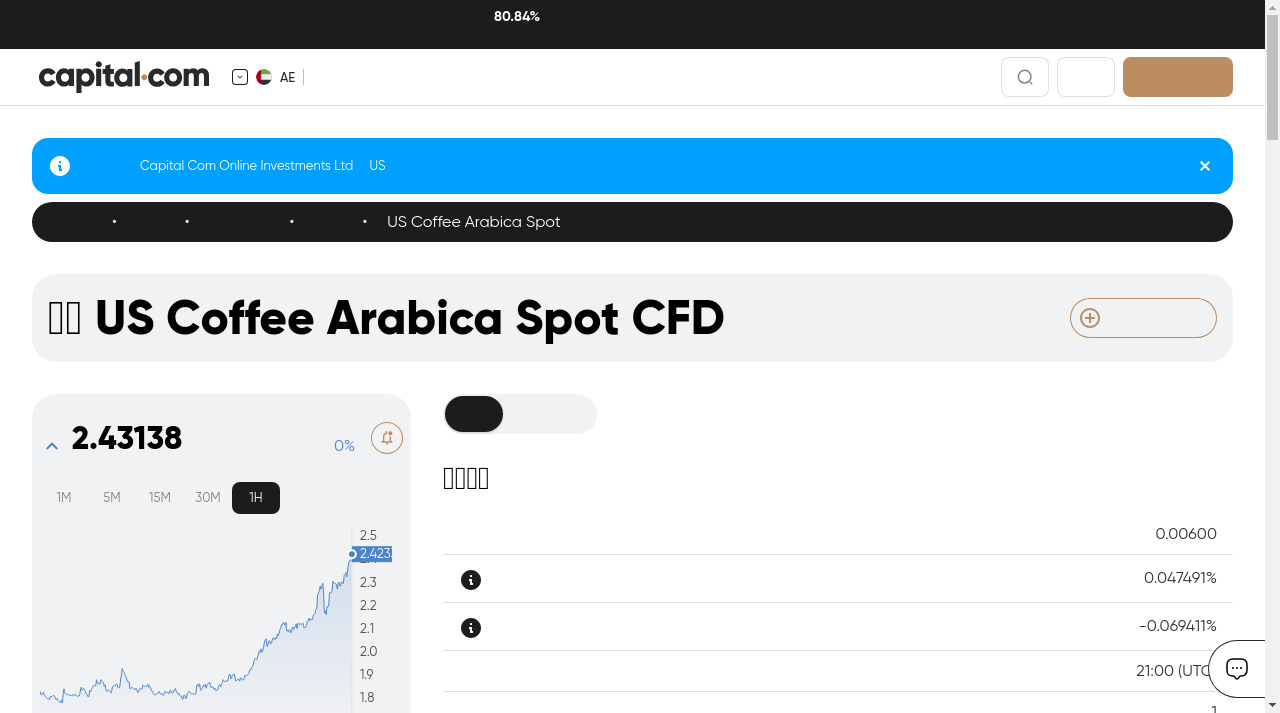 80.84%
capital.com
AE
Capital Com Online Investments Ltd US
US Coffee Arabica Spot
US Coffee Arabica Spot CFD
2.43138
0%
1M 5M 15M 30M 1H
2.5
2.423
2.3
2.2
2.1
2.0
1.9
1.8
0.00600
0.047491%
-0.069411%
21:00 (UTC)
1